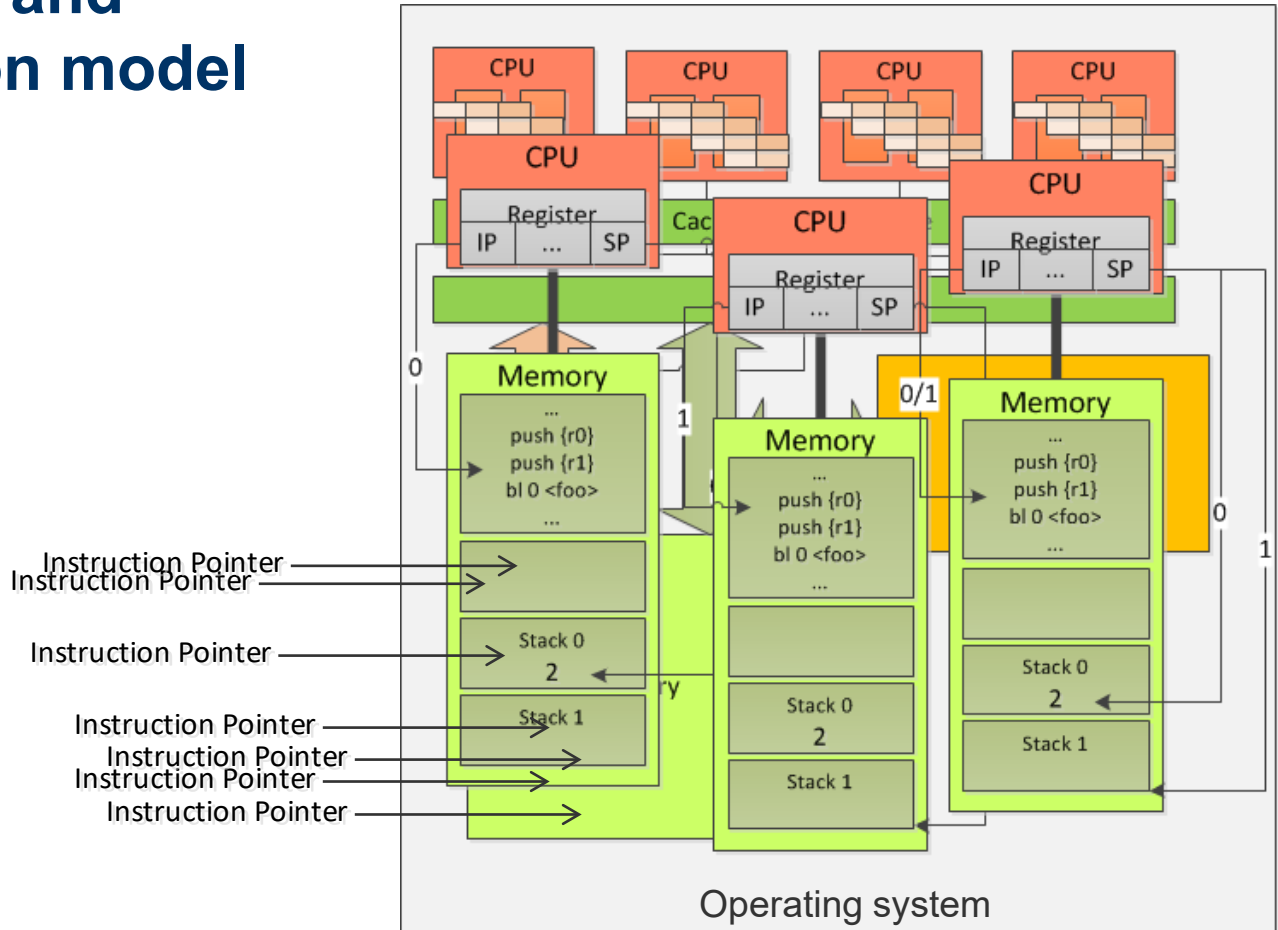 and
on model
CPU
CPU
CPU
CPU
CPU
Register
IP
...
SP
Cac
CPU
Register
IP
...
SP
e
CPU
Register
IP
...
SP
0
1
0/1
0
1
Memory
...
push {r0}
push {r1}
bl 0 <foo>
...
Stack 0
2
Stack 1
ry
Memory
...
push {r0}
push {r1}
bl 0 <foo>
...
Stack 0
2
Stack 1
Memory
...
push {r0}
push {r1}
bl 0 <foo>
...
Stack 0
2
Stack 1
Instruction Pointer
Instruction Pointer
Instruction Pointer
Instruction Pointer
Instruction Pointer
Instruction Pointer
Instruction Pointer
Operating system